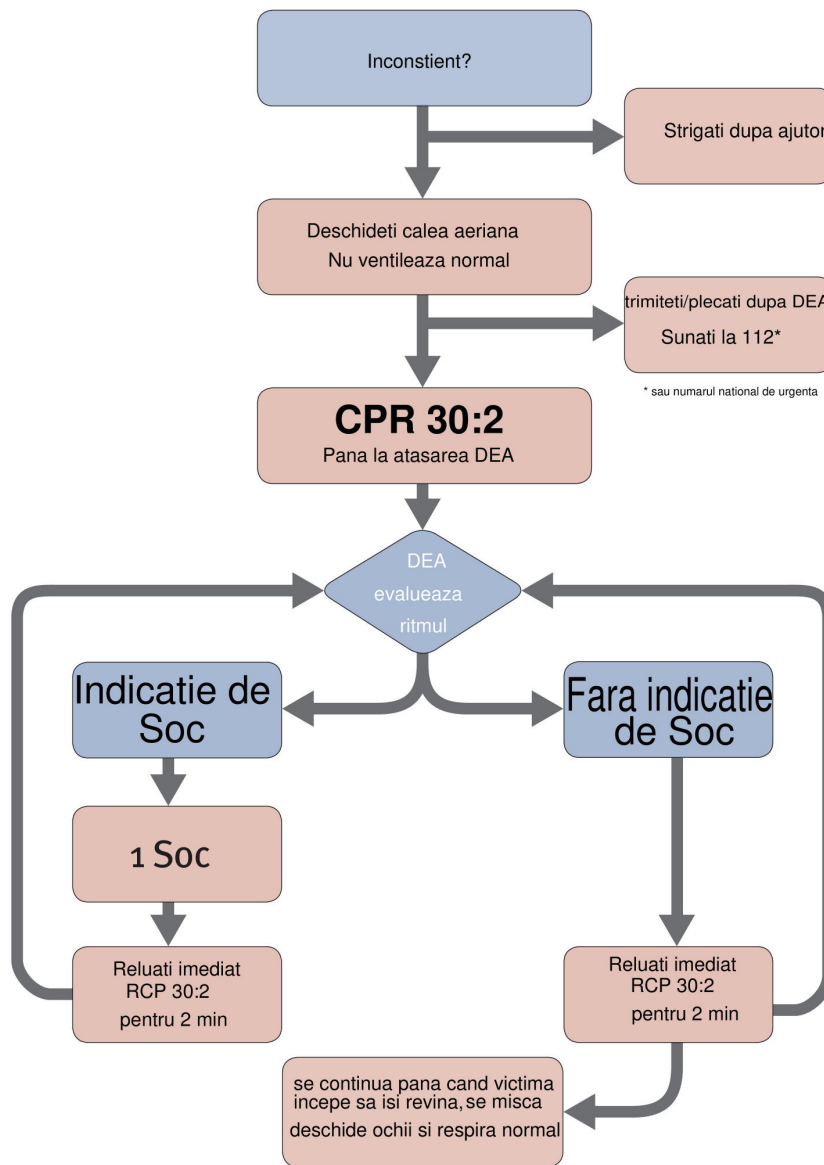 Inconstient?
Strigati dupa ajutor
Deschideti calea aeriana
Nu ventileaza normal
trimiteti/plecati dupa DEA
Sunati la 112*
* sau numarul national de urgenta
CPR 30:2
Pana la atasarea DEA
DEA
evalueaza
ritmul
Indicatie de
Soc
Fara indicatie
de Soc
1 Soc
Reluati imediat
RCP 30:2
pentru 2 min
Reluati imediat
RCP 30:2
pentru 2 min
se continua pana cand victima
incepe sa isi revina, se misca
deschide ochii si respira normal